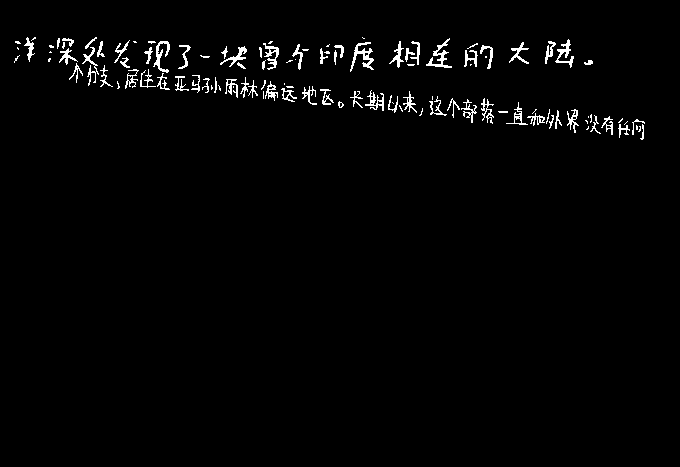 洋深处发现了一块曾个印度相连的大陆。
个分支，居住在亚马孙雨林偏远地区。长期以来，这个部落一直和外界没有任何